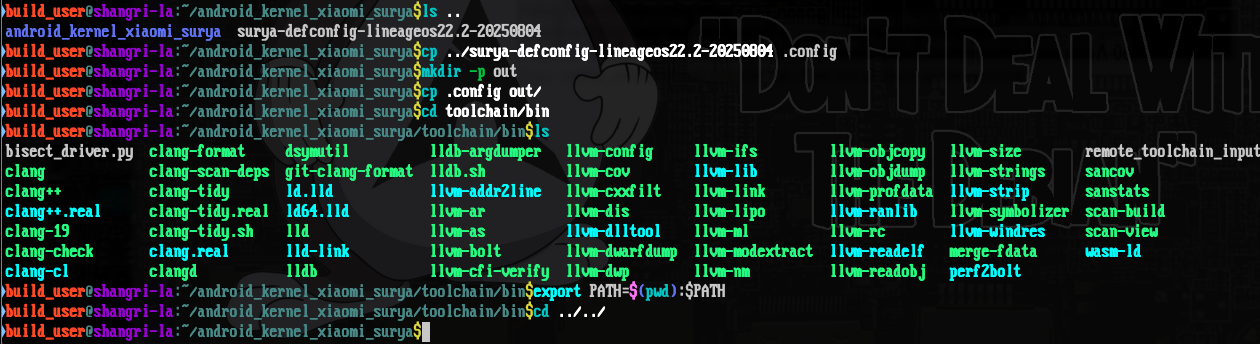 build_user@shangri-la:~/android_kernel_xiaomi_surya$ls ..
android_kernel_xiaomi_surya  surya-defconfig-lineageos22.2-20250804
build_user@shangri-la:~/android_kernel_xiaomi_surya$cp ../surya-defconfig-lineageos22.2-20250804 .config
build_user@shangri-la:~/android_kernel_xiaomi_surya$mkdir -p out
build_user@shangri-la:~/android_kernel_xiaomi_surya$cp .config out/
build_user@shangri-la:~/android_kernel_xiaomi_surya$cd toolchain/bin
build_user@shangri-la:~/android_kernel_xiaomi_surya/toolchain/bin$ls
bisect_driver.py  clang-format  dsymutil  lldb-argdumper  llvm-config  llvm-ifs  llvm-objcopy  llvm-size  remote_toolchain_input
clang  clang-scan-deps  git-clang-format  lldb.sh  llvm-cov  llvm-lib  llvm-objdump  llvm-strings  sancov
clang++  clang-tidy  ld.lld  llvm-addr2line  llvm-cxxfilt  llvm-link  llvm-profdata  llvm-strip  sanstats
clang++.real  clang-tidy.real  ld64.lld  llvm-ar  llvm-dis  llvm-lipo  llvm-ranlib  llvm-symbolizer  scan-build
clang-19  clang-tidy.sh  lld  llvm-as  llvm-dlltool  llvm-ml  llvm-rc  llvm-windres  scan-view
clang-check  clang.real  lld-link  llvm-bolt  llvm-dwarfdump  llvm-modextract  llvm-readelf  merge-fdata  wasm-ld
clang-cl  clangd  lldb  llvm-cfi-verify  llvm-dwp  llvm-nm  llvm-readobj  perf2bolt
build_user@shangri-la:~/android_kernel_xiaomi_surya/toolchain/bin$export PATH=$(pwd):$PATH
build_user@shangri-la:~/android_kernel_xiaomi_surya/toolchain/bin$cd ../../
build_user@shangri-la:~/android_kernel_xiaomi_surya$
"DON'T DEAL WIT